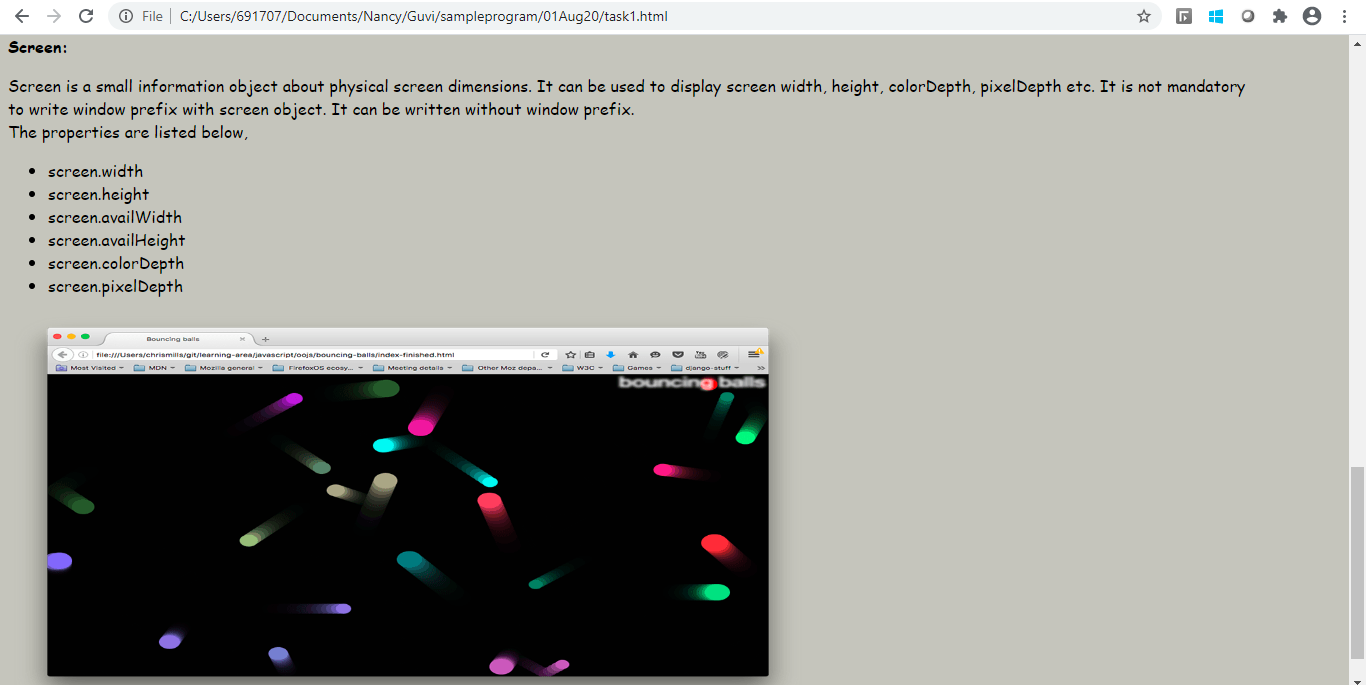 File
C:/Users/691707/Documents/Nancy/Guvi/sampleprogram/01Aug20/task1.html
Screen:
Screen is a small information object about physical screen dimensions. It can be used to display screen width, height, colorDepth, pixelDepth etc. It is not mandatory
to write window prefix with screen object. It can be written without window prefix.
The properties are listed below,
• screen.width
• screen.height
• screen.availWidth
• screen.availHeight
• screen.colorDepth
• screen.pixelDepth
Bouncing balls
file:///Users/chrismills/git/learning-area/javascript/oojs/bouncing-balls/index-finished.html
Most Visited MDN Mozilla general FirefoxOS ecosy... Meeting details Other Moz depa... W3C Games django-stuff
bouncing balls